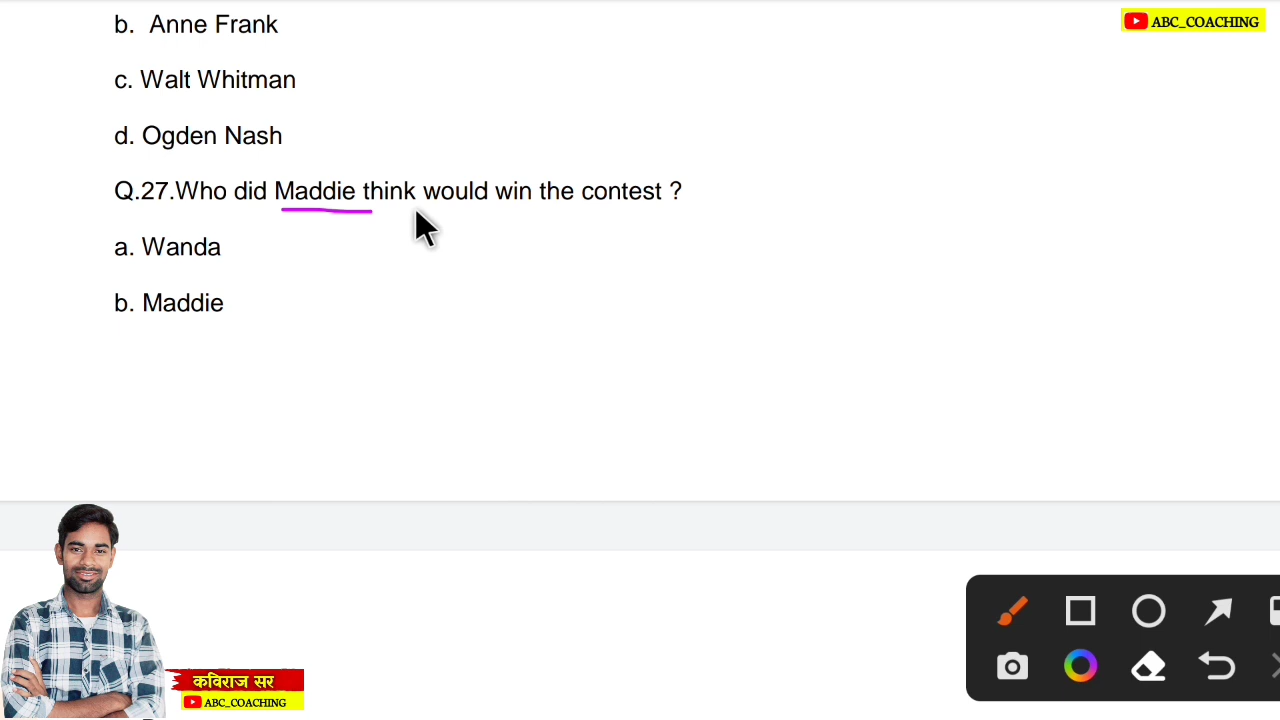 b. Anne Frank
ABC_COACHING
c. Walt Whitman
d. Ogden Nash
Q.27.Who did Maddie think would win the contest ?
a. Wanda
b. Maddie
कविराज सर
ABC_COACHING